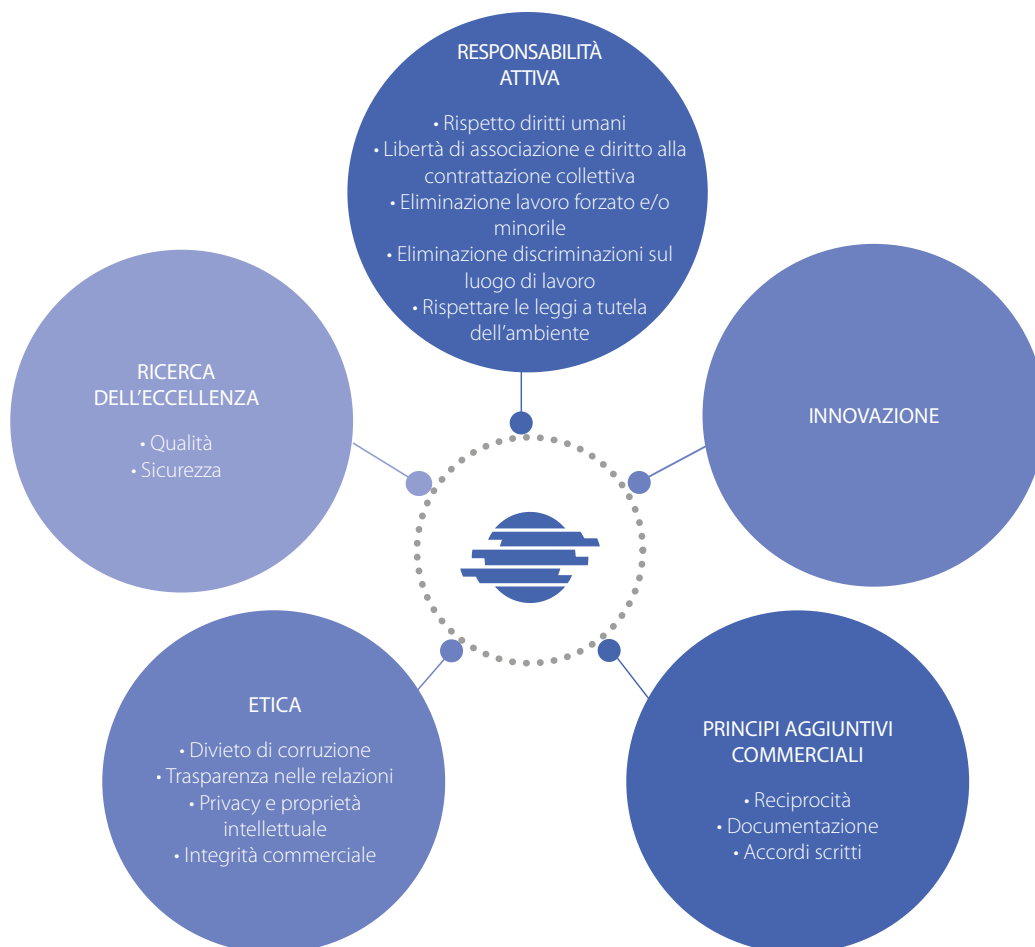 RESPONSABILITÀ
ATTIVA
• Rispetto diritti umani
• Libertà di associazione e diritto alla
contrattazione collettiva
• Eliminazione lavoro forzato e/o
minorile
• Eliminazione discriminazioni sul
luogo di lavoro
• Rispettare le leggi a tutela
dell’ambiente
RICERCA
DELL’ECCELLENZA
• Qualità
• Sicurezza
INNOVAZIONE
ETICA
• Divieto di corruzione
• Trasparenza nelle relazioni
• Privacy e proprietà
intellettuale
• Integrità commerciale
PRINCIPI AGGIUNTIVI
COMMERCIALI
• Reciprocità
• Documentazione
• Accordi scritti